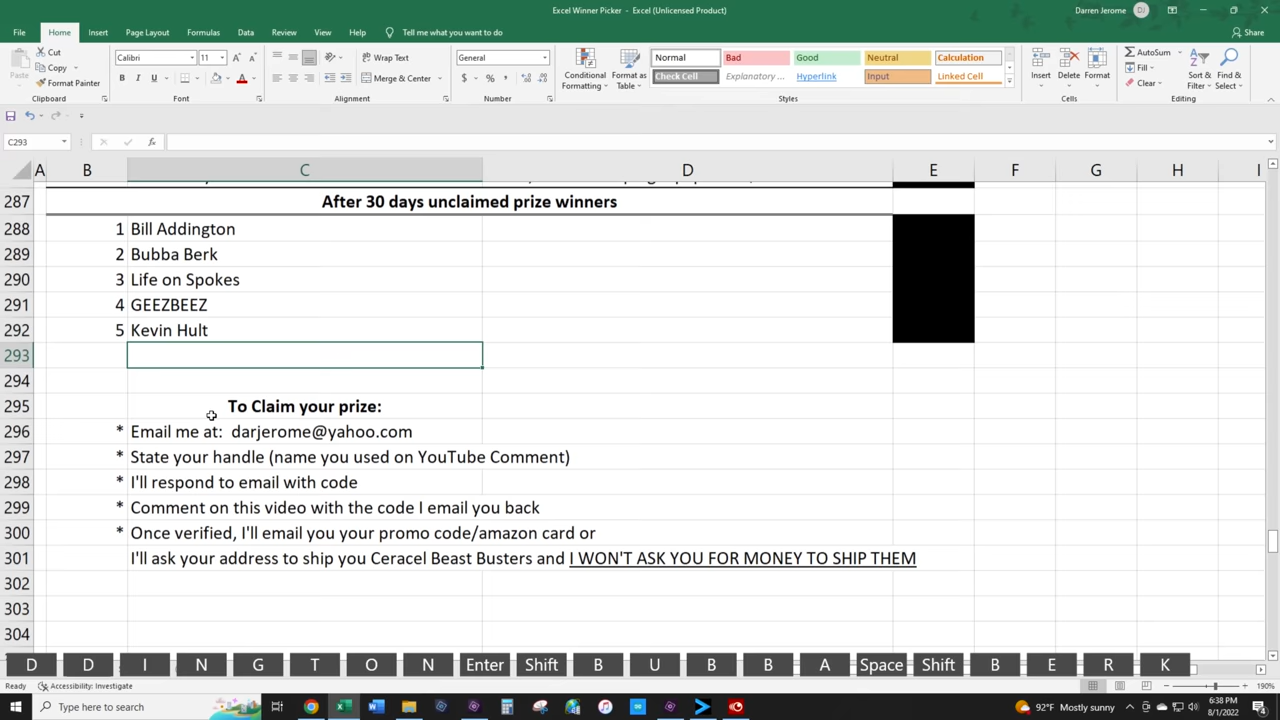 Excel Winner Picker - Excel (Unlicensed Product)
Darren Jerome DJ
File Home Insert Page Layout Formulas Data Review View Help Tell me what you want to do Share
Cut
Copy
Format Painter
Paste
Clipboard
Calibri 11
B I U
Font
Wrap Text
Merge & Center
Alignment
General
$ % ,
Number
Conditional Formatting
Format as Table
Normal Bad Good Neutral Calculation
Check Cell Explanatory ... Hyperlink Input Linked Cell
Styles
Insert Delete Format
Cells
AutoSum
Fill
Clear
Sort & Filter
Find & Select
Editing
C293 fx
A B C D E F G H I
287 After 30 days unclaimed prize winners
288 1 Bill Addington
289 2 Bubba Berk
290 3 Life on Spokes
291 4 GEEZBEEZ
292 5 Kevin Hult
293
294
295 To Claim your prize:
296 * Email me at: darjerome@yahoo.com
297 * State your handle (name you used on YouTube Comment)
298 * I'll respond to email with code
299 * Comment on this video with the code I email you back
300 * Once verified, I'll email you your promo code/amazon card or
301 I'll ask your address to ship you Ceracel Beast Busters and I WON'T ASK YOU FOR MONEY TO SHIP THEM
302
303
304
D D I N G T O N Enter Shift B U B B A Space Shift B E R K
Ready Accessibility: Investigate 190%
Type here to search
92°F Mostly sunny
6:38 PM
8/1/2022